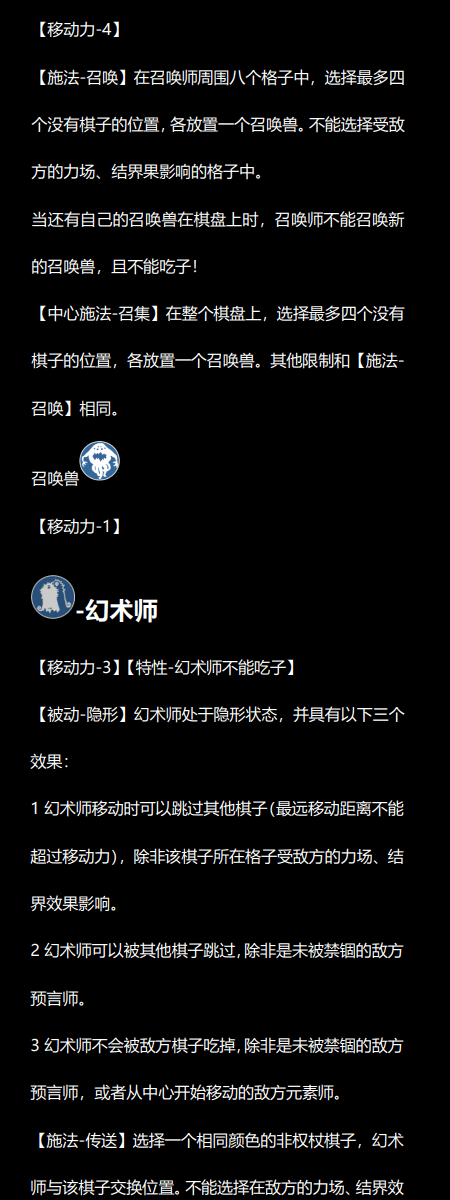 【移动力-4】
【施法-召唤】在召唤师周围八个格子中，选择最多四
个没有棋子的位置，各放置一个召唤兽。不能选择受敌
方的力场、结界果影响的格子中。
当还有自己的召唤兽在棋盘上时，召唤师不能召唤新
的召唤兽，且不能吃子！
【中心施法-召集】在整个棋盘上，选择最多四个没有
棋子的位置，各放置一个召唤兽。其他限制和【施法-
召唤】相同。
召唤兽
【移动力-1】
-幻术师
【移动力-3】【特性-幻术师不能吃子】
【被动-隐形】幻术师处于隐形状态，并具有以下三个
效果：
1 幻术师移动时可以跳过其他棋子（最远移动距离不能
超过移动力），除非该棋子所在格子受敌方的力场、结
界效果影响。
2 幻术师可以被其他棋子跳过，除非是未被禁锢的敌方
预言师。
3 幻术师不会被敌方棋子吃掉，除非是未被禁锢的敌方
预言师，或者从中心开始移动的敌方元素师。
【施法-传送】选择一个相同颜色的非权杖棋子，幻术
师与该棋子交换位置。不能选择在敌方的力场、结界效